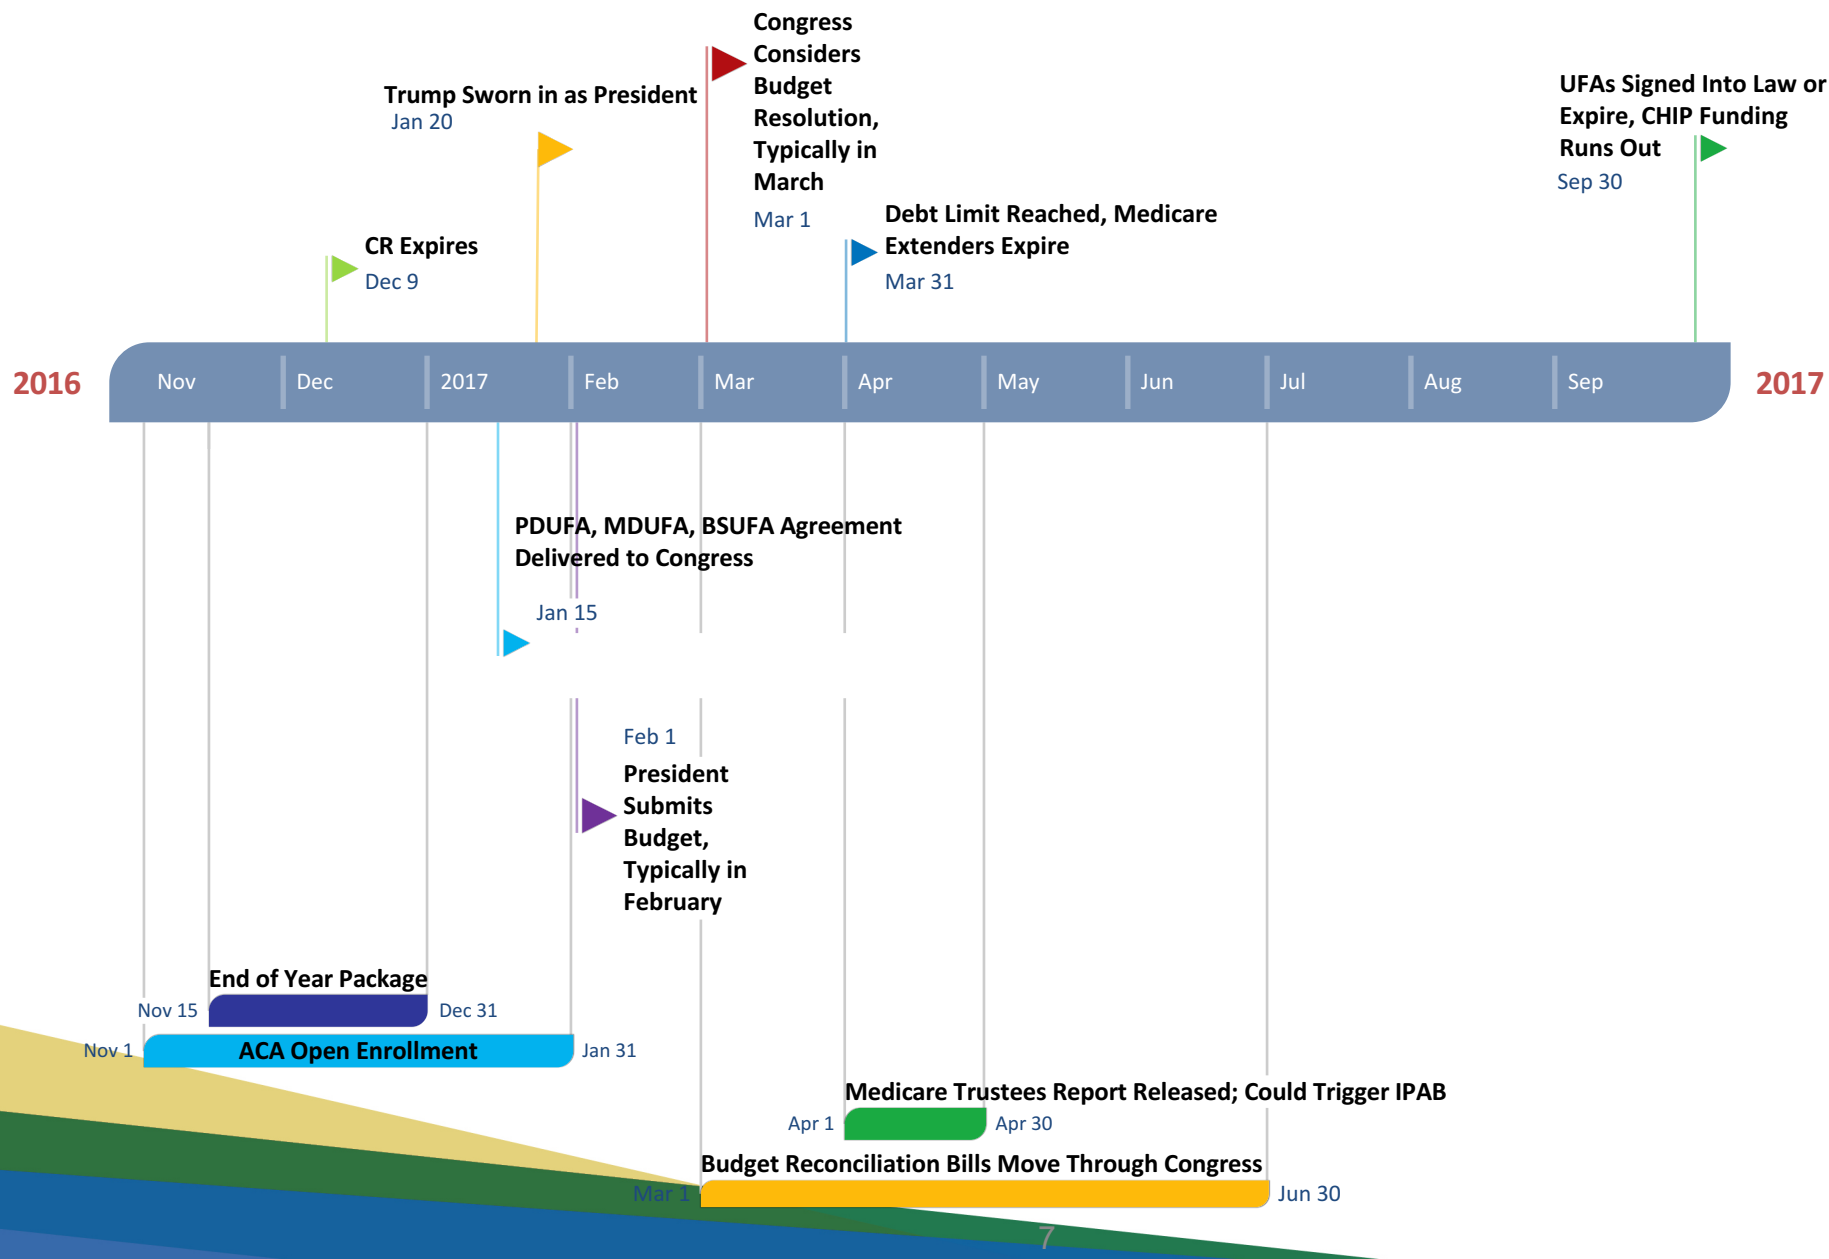 Congress
Considers
Budget
Resolution,
Typically in
March
Mar 1
Trump Sworn in as President
Jan 20
UFAs Signed Into Law or
Expire, CHIP Funding
Runs Out
Sep 30
CR Expires
Dec 9
Debt Limit Reached, Medicare
Extenders Expire
Mar 31
2016
Nov
Dec
2017
Feb
Mar
Apr
May
Jun
Jul
Aug
Sep
2017
PDUFA, MDUFA, BSUFA Agreement
Delivered to Congress
Jan 15
Feb 1
President
Submits
Budget,
Typically in
February
End of Year Package
Nov 15
Dec 31
Nov 1
ACA Open Enrollment
Jan 31
Medicare Trustees Report Released; Could Trigger IPAB
Apr 1
Apr 30
Budget Reconciliation Bills Move Through Congress
Mar 1
Jun 30
7